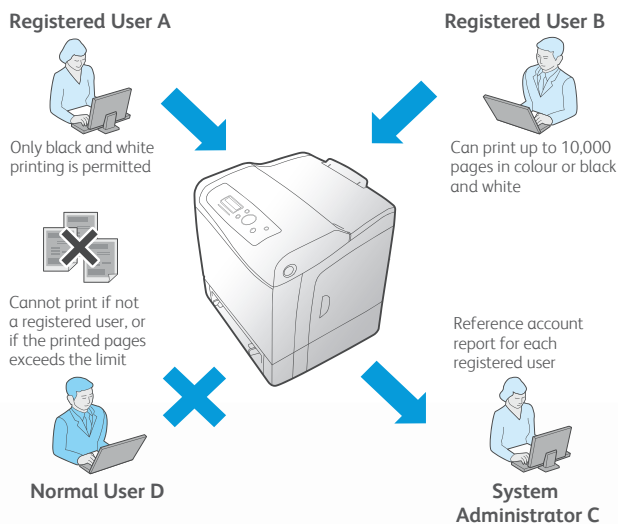 Registered User A
Only black and white
printing is permitted
Registered User B
Can print up to 10,000
pages in colour or black
and white
Cannot print if not
a registered user, or
if the printed pages
exceeds the limit
Normal User D
Reference account
report for each
registered user
System
Administrator C